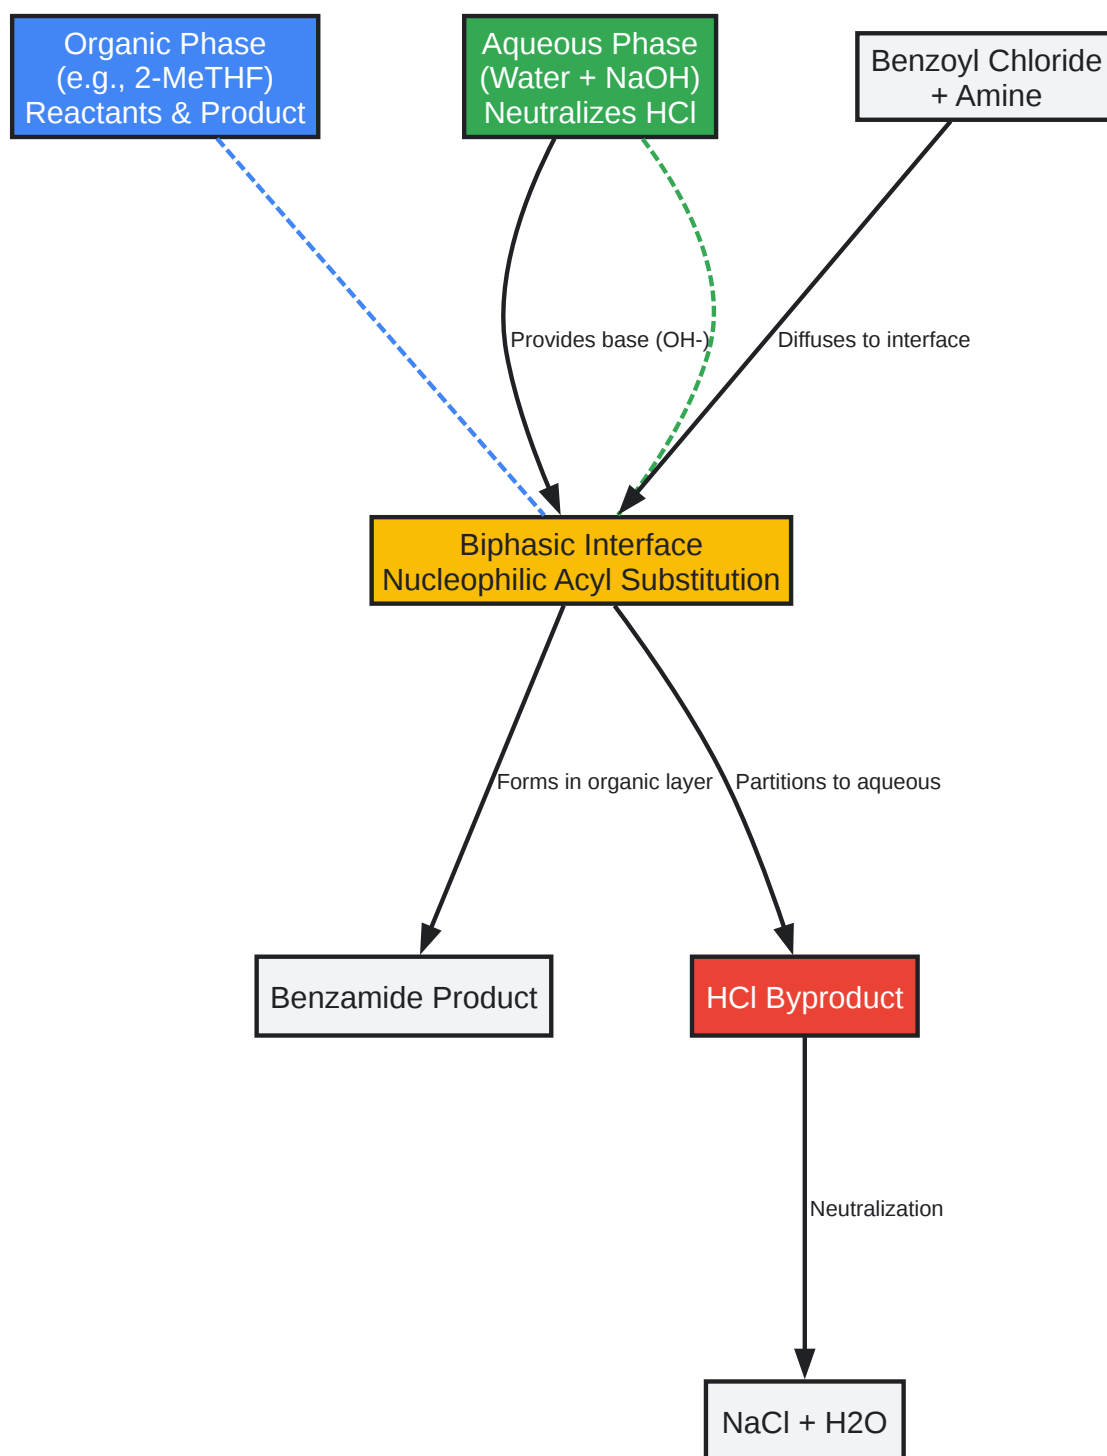 Organic Phase
(e.g., 2-MeTHF)
Reactants & Product
Aqueous Phase
(Water + NaOH)
Neutralizes HCl
Benzoyl Chloride
+ Amine
Provides base (OH-)
Diffuses to interface
Biphasic Interface
Nucleophilic Acyl Substitution
Forms in organic layer
Partitions to aqueous
Benzamide Product
HCl Byproduct
Neutralization
NaCl + H2O